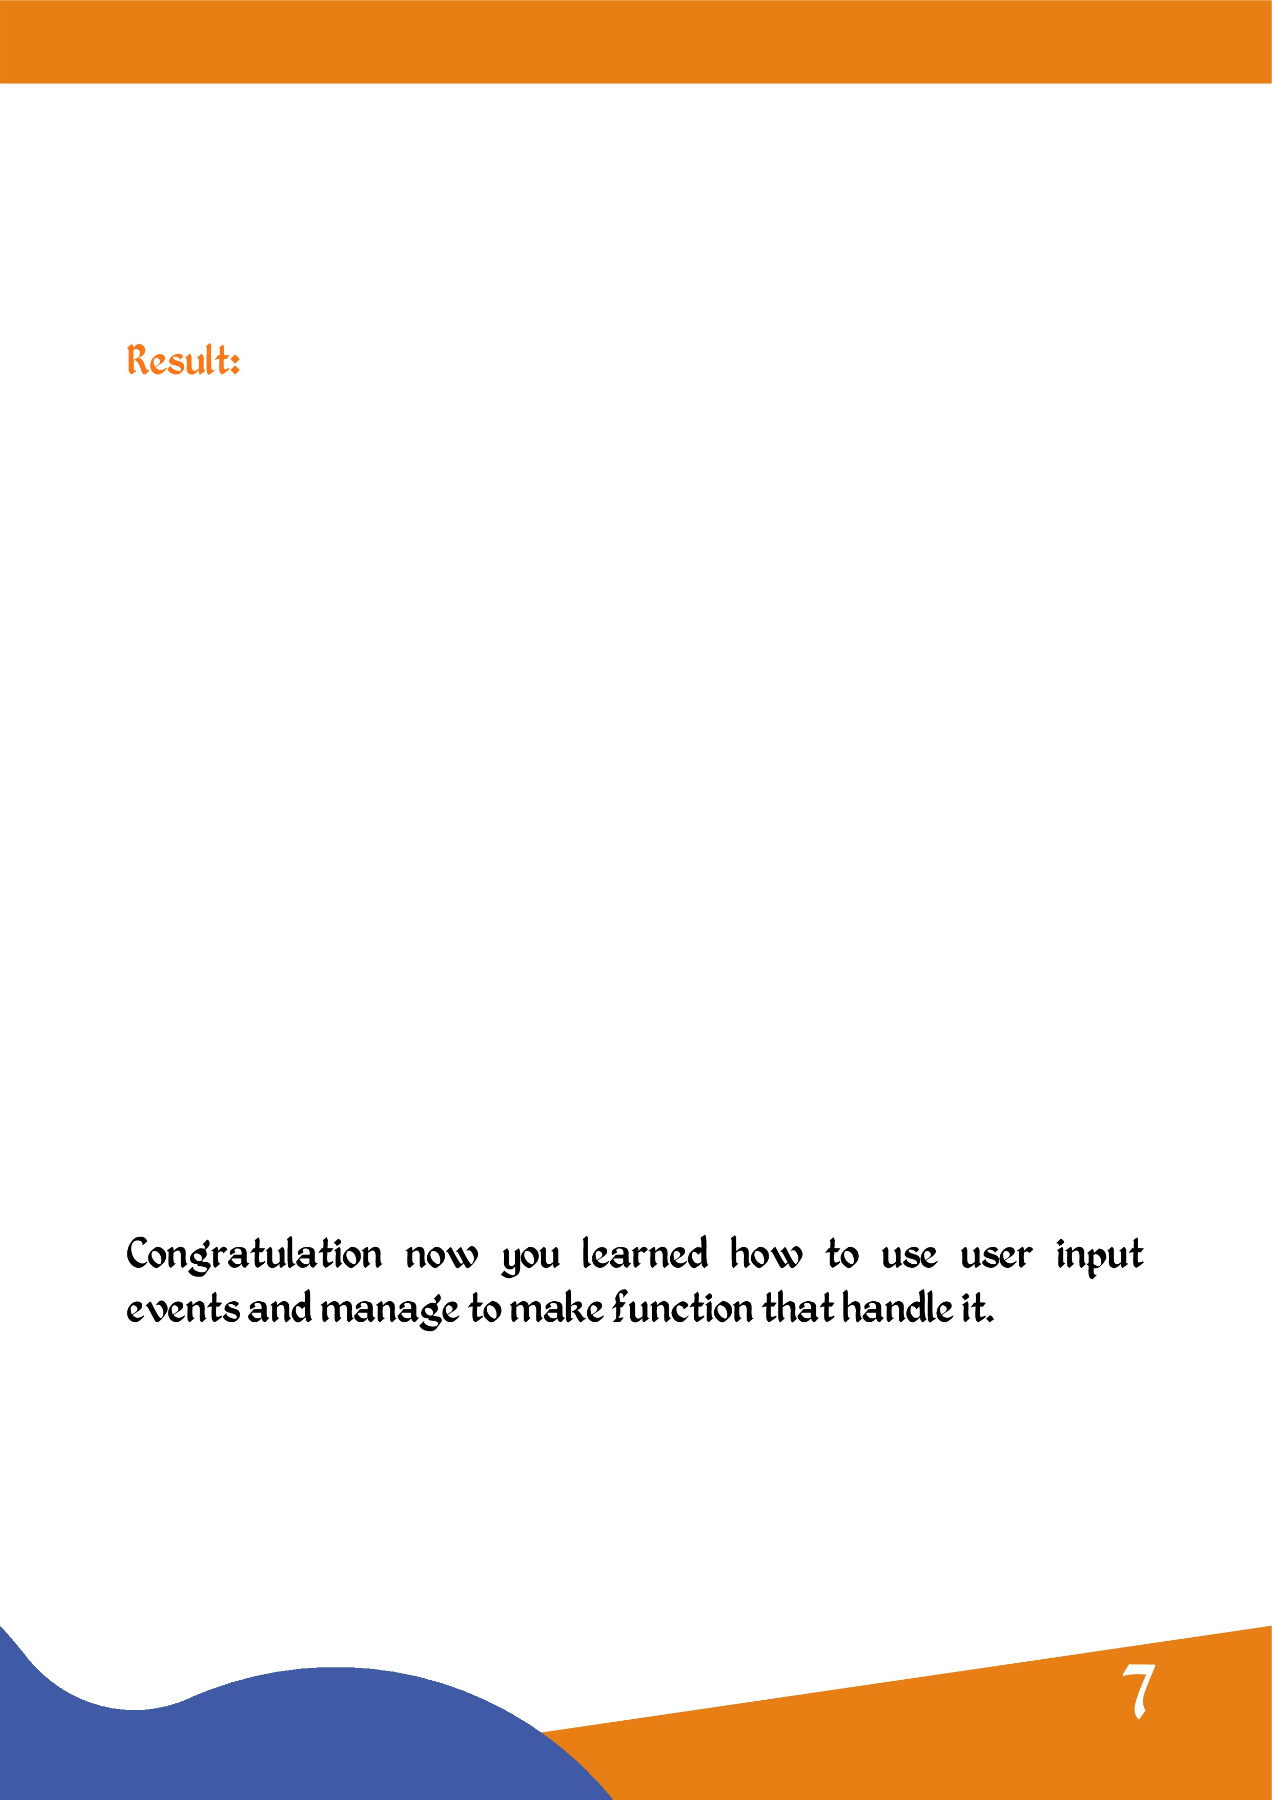 Result:
Congratulation now you learned how to use user input
events and manage to make function that handle it.
7